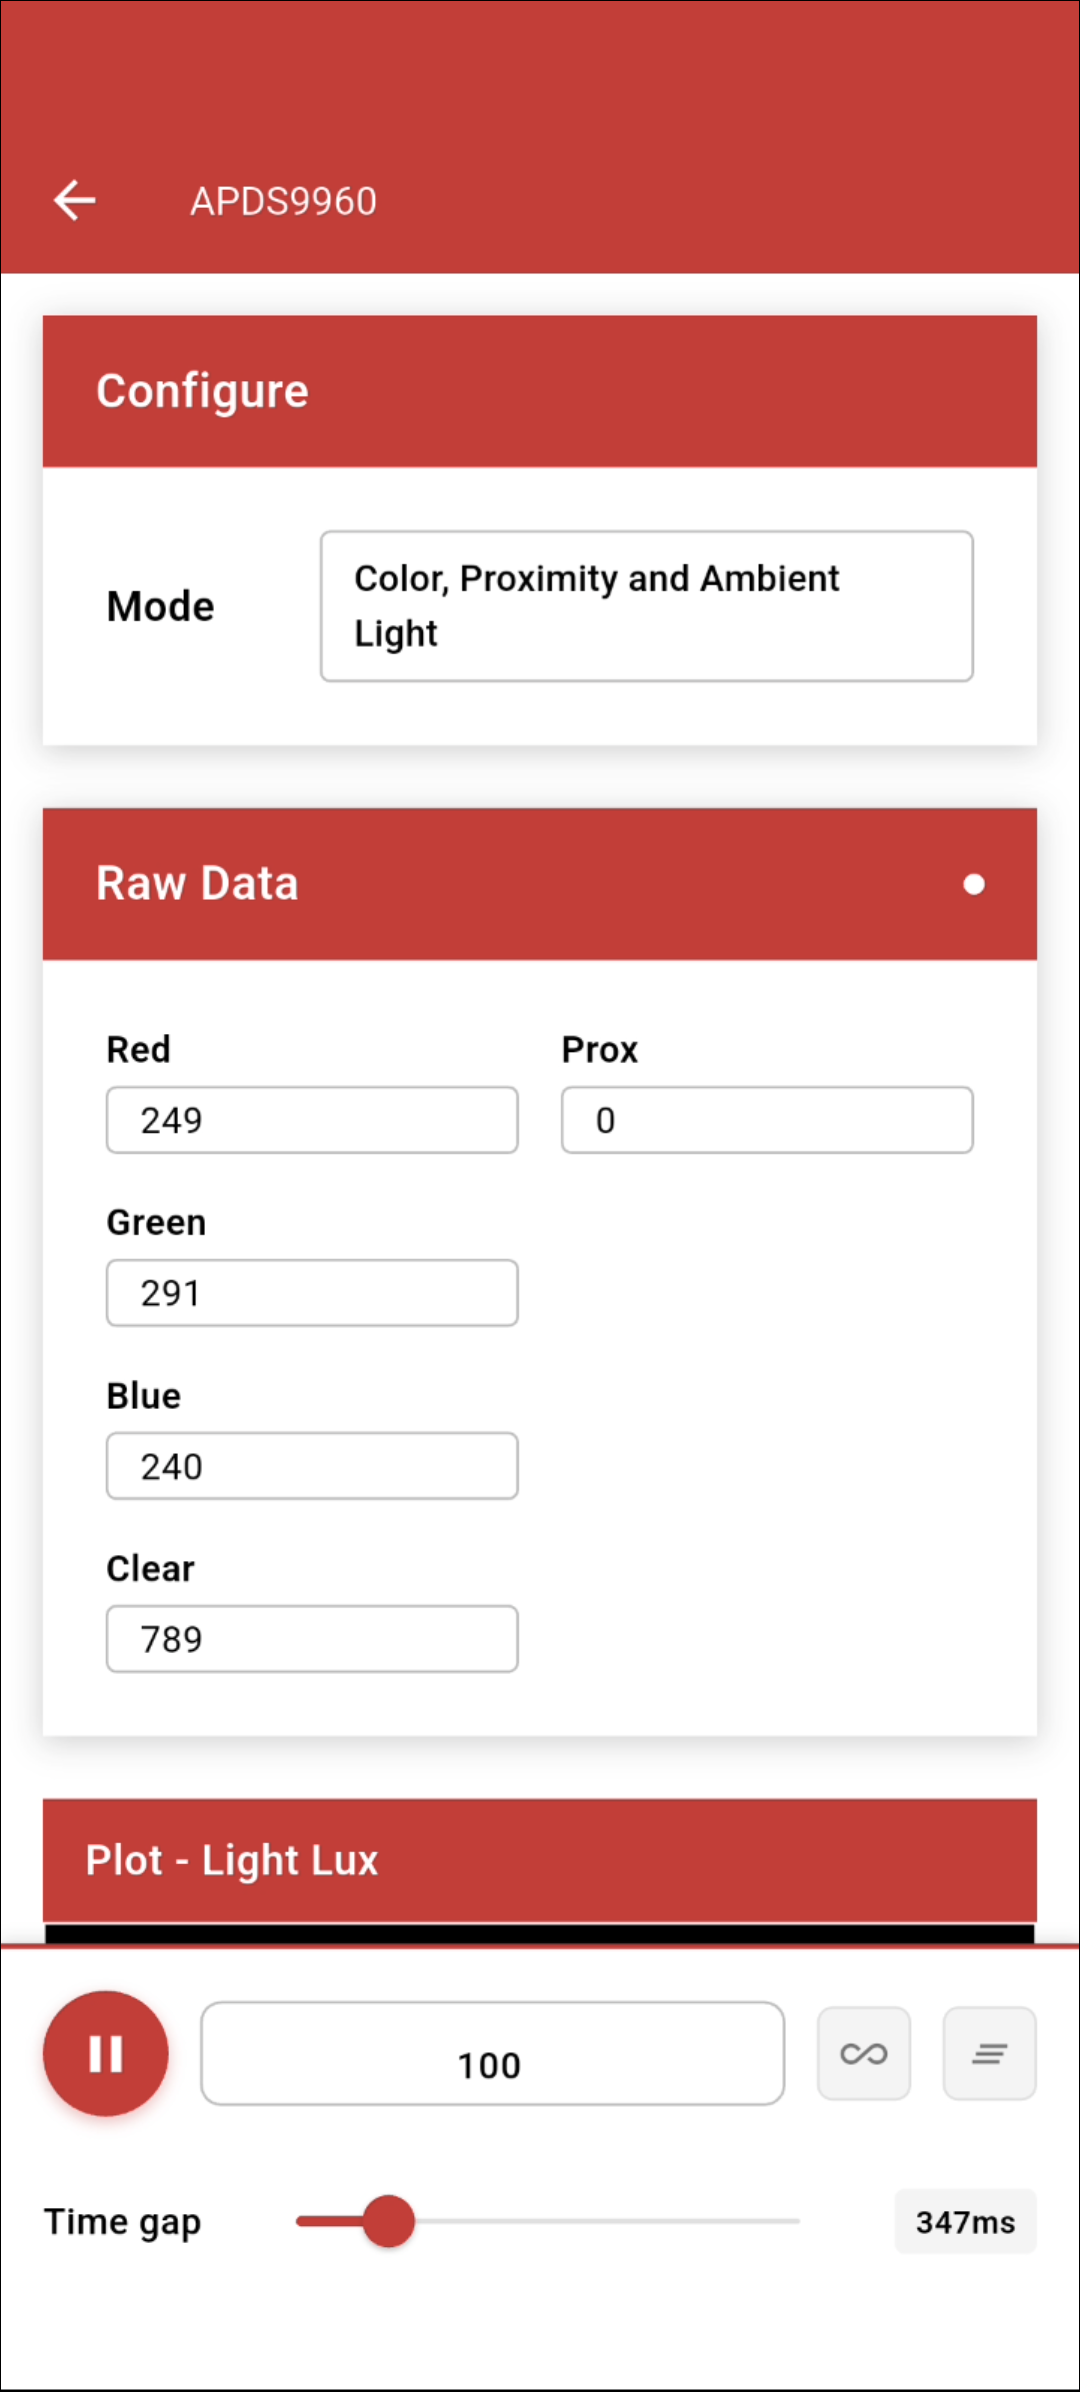 APDS9960
Configure
Mode
Color, Proximity and Ambient
Light
Raw Data
Red
Prox
249
0
Green
291
Blue
240
Clear
789
Plot - Light Lux
100
Time gap
347ms